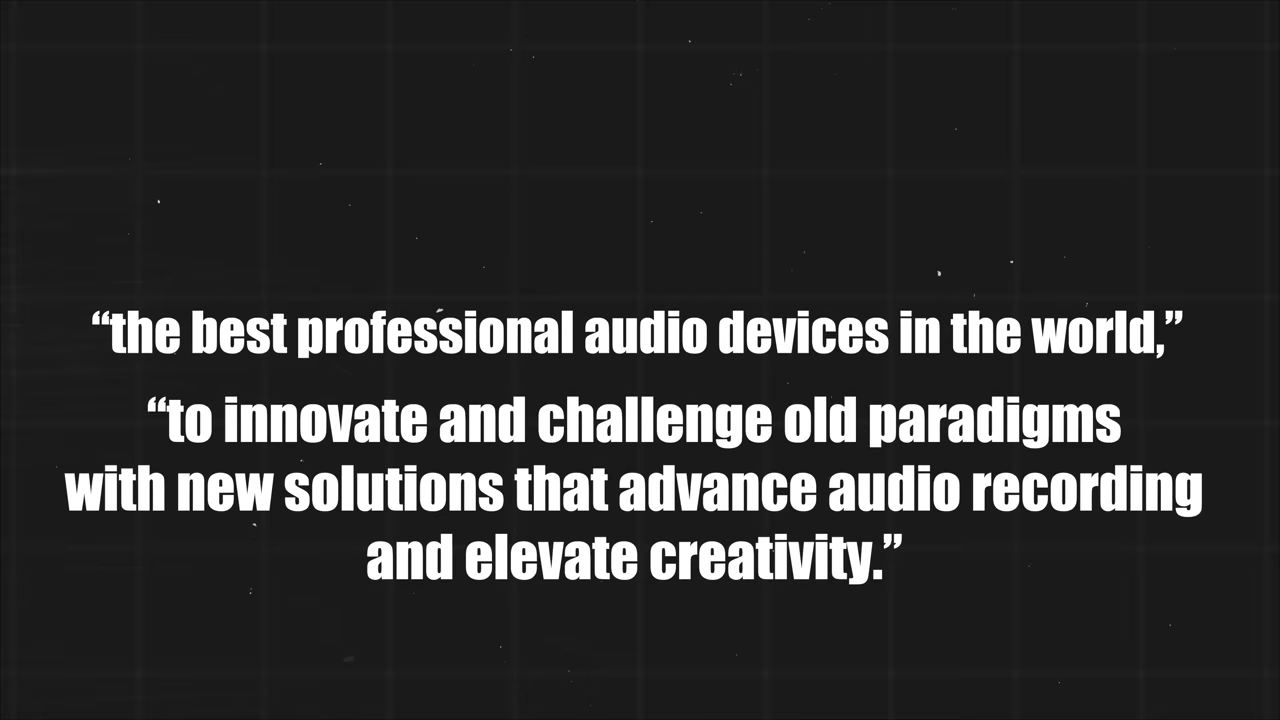 “the best professional audio devices in the world,”
“to innovate and challenge old paradigms
with new solutions that advance audio recording
and elevate creativity.”